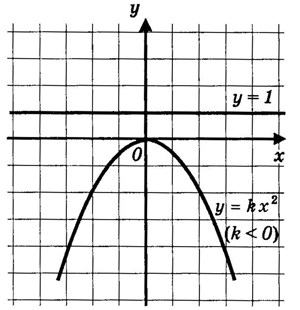 y
y = 1
0
x
y = kx²
(k < 0)